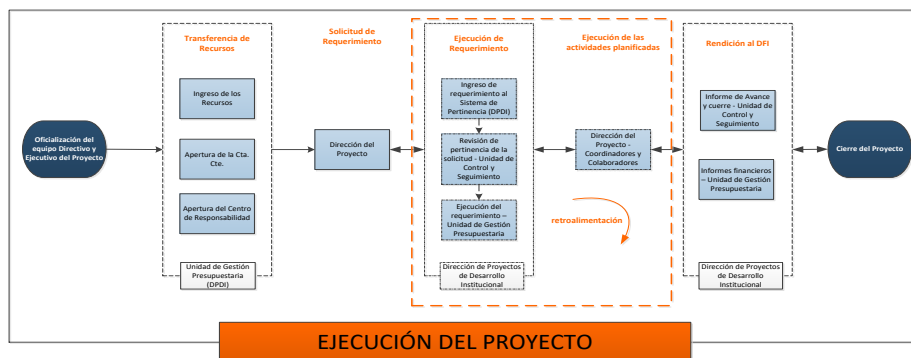 Transferencia de
Recursos
Solicitud de
Requerimiento
Ejecución de
Requerimiento
Ejecución de las
actividades planificadas
Rendición al DFI
Oficialización del
equipo Directivo y
Ejecutivo del Proyecto
Ingreso de los
Recursos
Apertura de la Cta.
Cte.
Apertura del Centro
de Responsabilidad
Unidad de Gestión
Presupuestaria
(DPDI)
Dirección del
Proyecto
Ingreso de
requerimiento al
Sistema de
Pertinencia (DPDI)
Revisión de
pertinencia de la
solicitud - Unidad
de Control y
Seguimiento
Ejecución del
requerimiento –
Unidad de Gestión
Presupuestaria
Dirección de Proyectos
de Desarrollo
Institucional
Dirección del
Proyecto -
Coordinadores y
Colaboradores
retroalimentación
Informe de Avance
y cuerre - Unidad
de Control y
Seguimiento
Informes financieros
– Unidad de Gestión
Presupuestaria
Dirección de Proyectos
de Desarrollo
Institucional
Cierre del Proyecto
EJECUCIÓN DEL PROYECTO